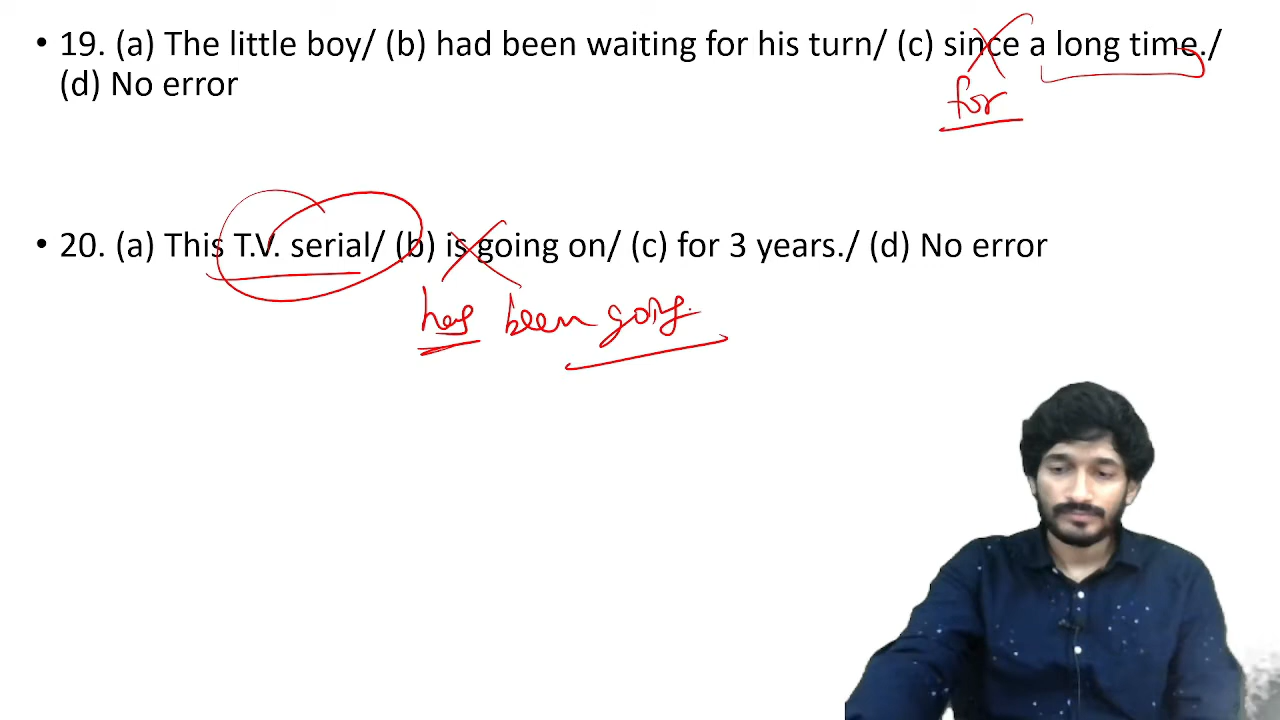 • 19. (a) The little boy/ (b) had been waiting for his turn/ (c) since a long time./
(d) No error
for
• 20. (a) This T.V. serial/ (b) is going on/ (c) for 3 years./ (d) No error
has been going